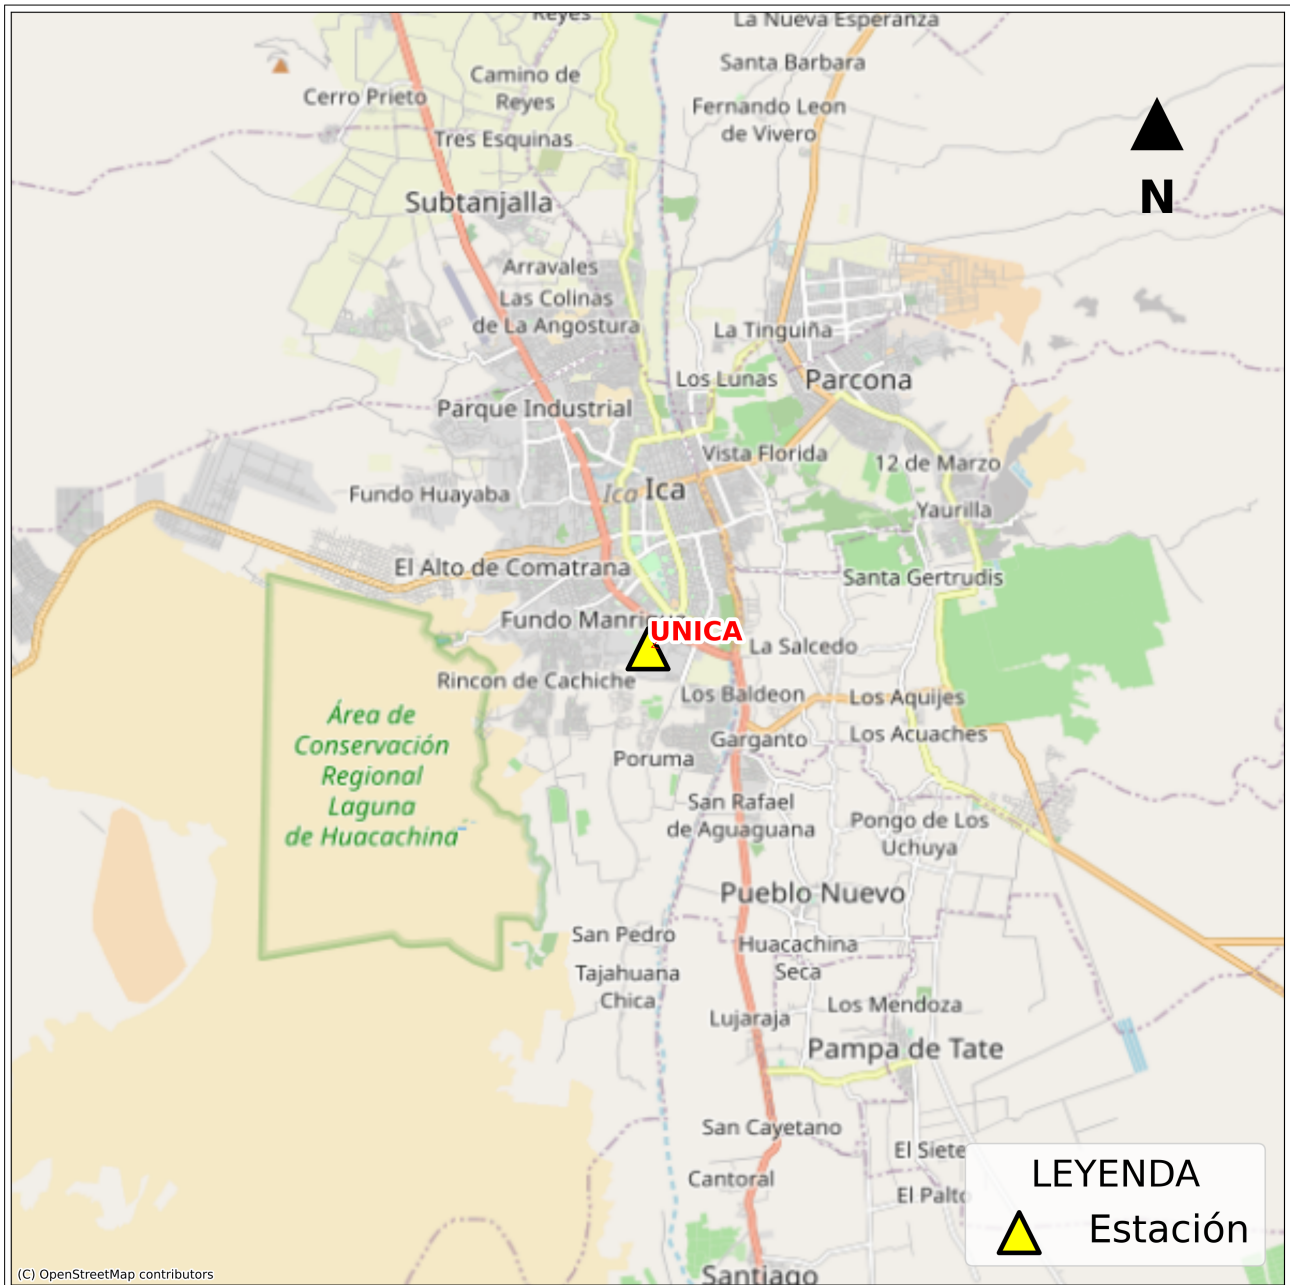 Reyes
La Nueva Esperanza
Santa Barbara
Camino de
Reyes
Cerro Prieto
Fernando Leon
de Vivero
Tres Esquinas
N
Subtanjalla
Arravales
Las Colinas
de La Angostura
La Tinguiña
Los Lunas
Parcona
Parque Industrial
Vista Florida
12 de Marzo
Fundo Huayaba
Ica
Ica
Yaurilla
El Alto de Comatrana
Santa Gertrudis
Fundo Manrique
UNICA
La Salcedo
Rincon de Cachiche
Los Baldeon
Los Aquijes
Área de
Conservación
Regional
Laguna
de Huacachina
Garganto
Los Acuaches
Poruma
San Rafael
de Aguaguana
Pongo de Los
Uchuya
Pueblo Nuevo
San Pedro
Huacachina
Seca
Tajahuana
Chica
Los Mendoza
Lujaraja
Pampa de Tate
San Cayetano
El Siete
Cantoral
El Palto
LEYENDA
Estación
Santiago
(C) OpenStreetMap contributors